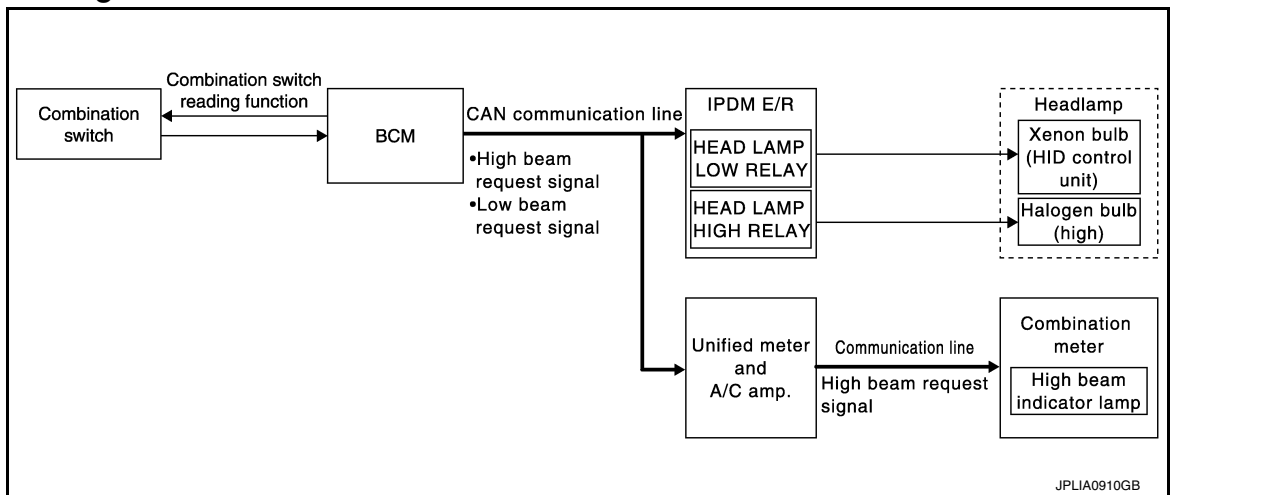 Combination
switch
Combination switch
reading function
BCM
CAN communication line
•High beam
request signal
•Low beam
request signal
IPDM E/R
HEAD LAMP
LOW RELAY
HEAD LAMP
HIGH RELAY
Headlamp
Xenon bulb
(HID control
unit)
Halogen bulb
(high)
Unified meter
and
A/C amp.
Communication line
High beam request
signal
Combination
meter
High beam
indicator lamp
JPLIA0910GB